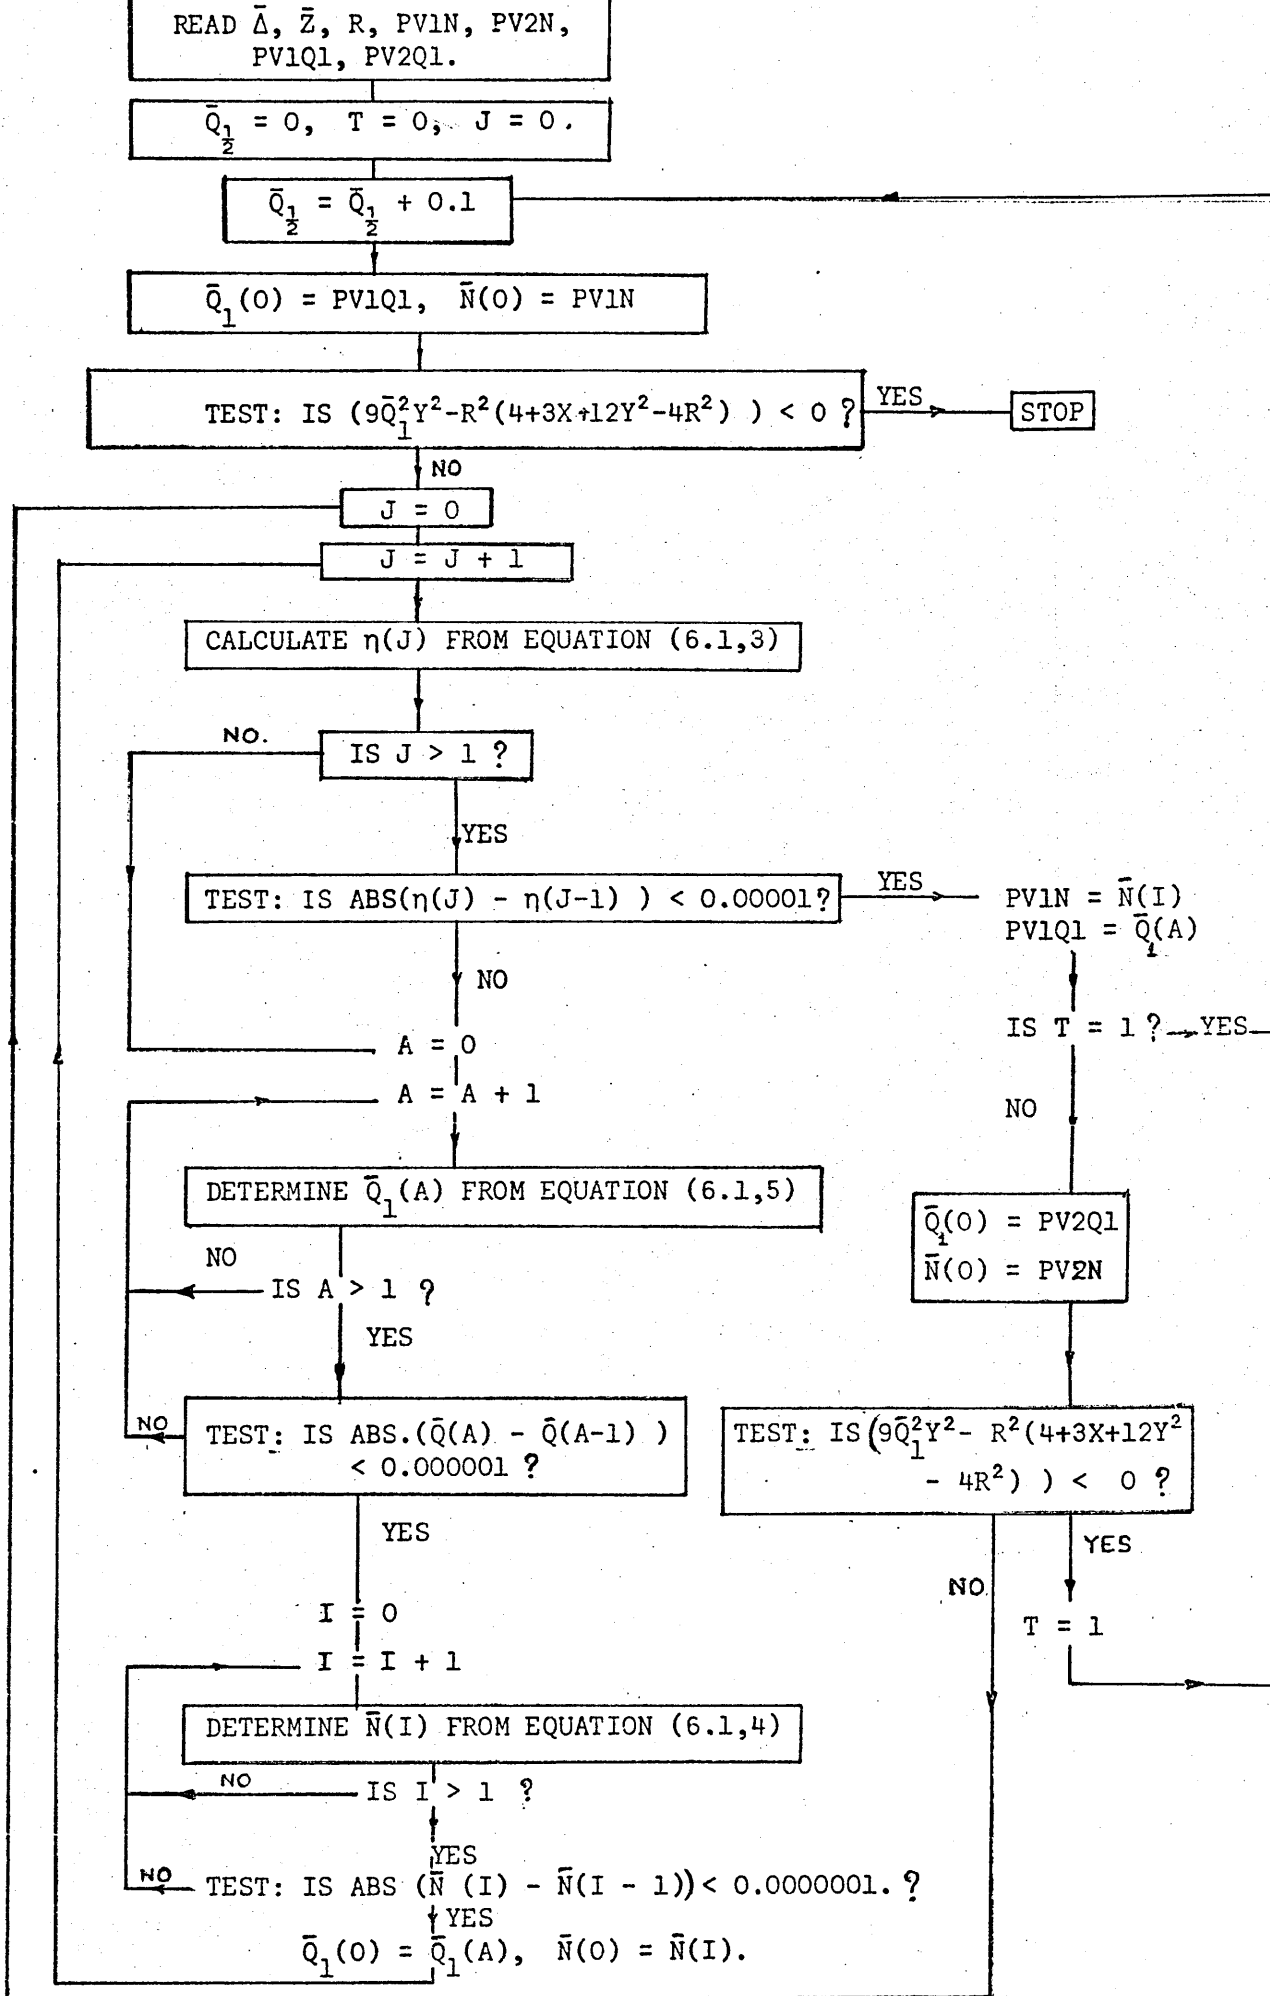 READ Δ̄, Z̄, R, PV1N, PV2N,
PV1Q1, PV2Q1.
Q̄½ = 0, T = 0, J = 0.
Q̄½ = Q̄½ + 0.1
Q̄₁(0) = PV1Q1, N̄(0) = PV1N
TEST: IS (9Q̄₁²Y²-R²(4+3X+12Y²-4R²) ) < 0 ?
YES
STOP
NO
J = 0
J = J + 1
CALCULATE η(J) FROM EQUATION (6.1,3)
NO.
IS J > 1 ?
YES
TEST: IS ABS(η(J) - η(J-1) ) < 0.00001?
YES
PV1N = N̄(I)
PV1Q1 = Q̄₁(A)
NO
IS T = 1 ?
YES
A = 0
A = A + 1
NO
DETERMINE Q̄₁(A) FROM EQUATION (6.1,5)
Q̄₁(0) = PV2Q1
N̄(0) = PV2N
NO
IS A > 1 ?
YES
NO
TEST: IS ABS.(Q̄(A) - Q̄(A-1) )
< 0.000001 ?
TEST: IS(9Q̄₁²Y²- R²(4+3X+12Y²
- 4R²) ) < 0 ?
YES
YES
NO
I = 0
T = 1
I = I + 1
DETERMINE N̄(I) FROM EQUATION (6.1,4)
NO
IS I > 1 ?
YES
NO
TEST: IS ABS (N̄ (I) - N̄(I - 1)) < 0.0000001. ?
YES
Q̄₁(0) = Q̄₁(A), N̄(0) = N̄(I).